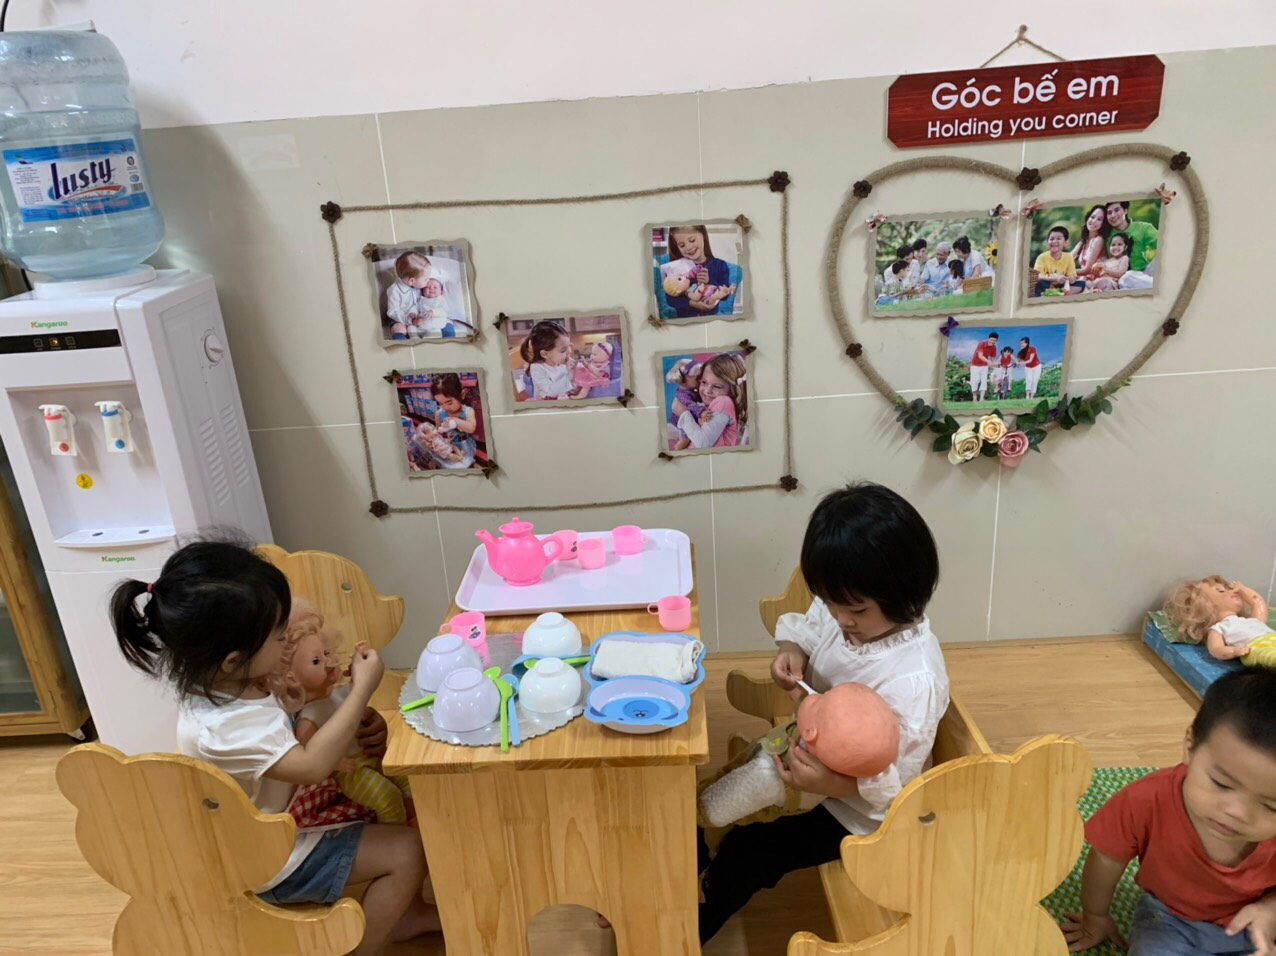 Góc bế em
Holding you corner
lusty
Kangaroo
Kangaroo